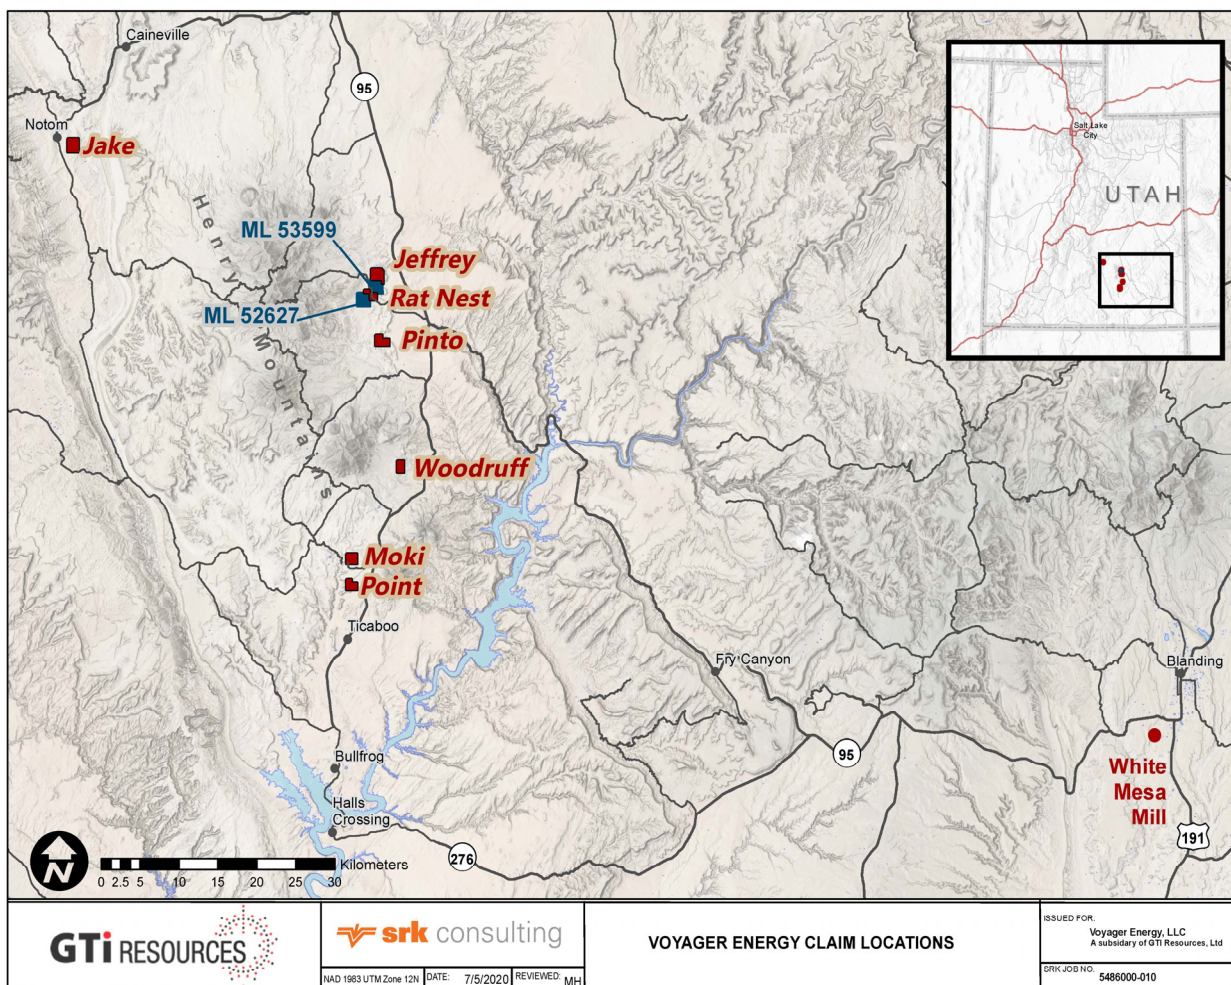 Caineville
95
Notom
Jake
Henry Mountains
ML 53599
Jeffrey
Rat Nest
ML 52627
Pinto
Woodruff
Moki
Point
Ticaboo
Fry Canyon
Blanding
Bullfrog
95
White
Mesa
Mill
Halls
Crossing
191
276
N
Kilometers
0 2.5 5 10 15 20 25 30
Salt Lake
City
UTAH
GTi RESOURCES
srk consulting
NAD 1983 UTM Zone 12N
DATE: 7/5/2020
REVIEWED: MH
VOYAGER ENERGY CLAIM LOCATIONS
ISSUED FOR.
Voyager Energy, LLC
A subsidary of GTI Resources, Ltd
SRK JOB NO.
5486000-010